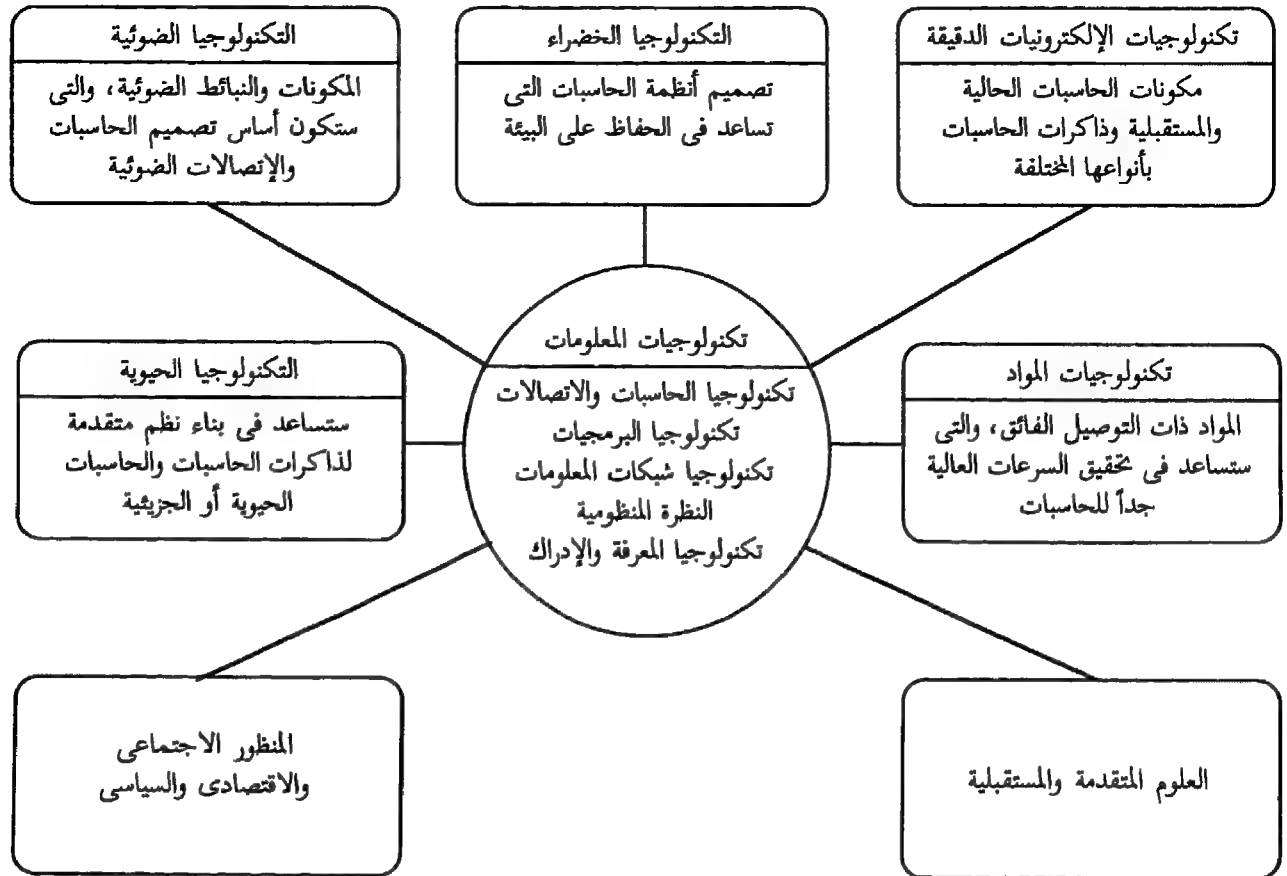 تكنولوجيات الإلكترونيات الدقيقة
مكونات الحاسبات الحالية
والمستقبلية وذاكرات الحاسبات
بأنواعها المختلفة
التكنولوجيا الخضراء
تصميم أنظمة الحاسبات التى
تساعد فى الحفاظ على البيئة
التكنولوجيا الضوئية
المكونات والنبائط الضوئية، والتى
ستكون أساس تصميم الحاسبات
والإتصالات الضوئية
تكنولوجيات المواد
المواد ذات التوصيل الفائق، والتى
ستساعد فى تحقيق السرعات العالية
جداً للحاسبات
تكنولوجيات المعلومات
تكنولوجيا الحاسبات والاتصالات
تكنولوجيا البرمجيات
تكنولوجيا شبكات المعلومات
النظرة المنظومية
تكنولوجيا المعرفة والإدراك
التكنولوجيا الحيوية
ستساعد فى بناء نظم متقدمة
لذاكرات الحاسبات والحاسبات
الحيوية أو الجزيئية
العلوم المتقدمة والمستقبلية
المنظور الاجتماعى
والاقتصادى والسياسى